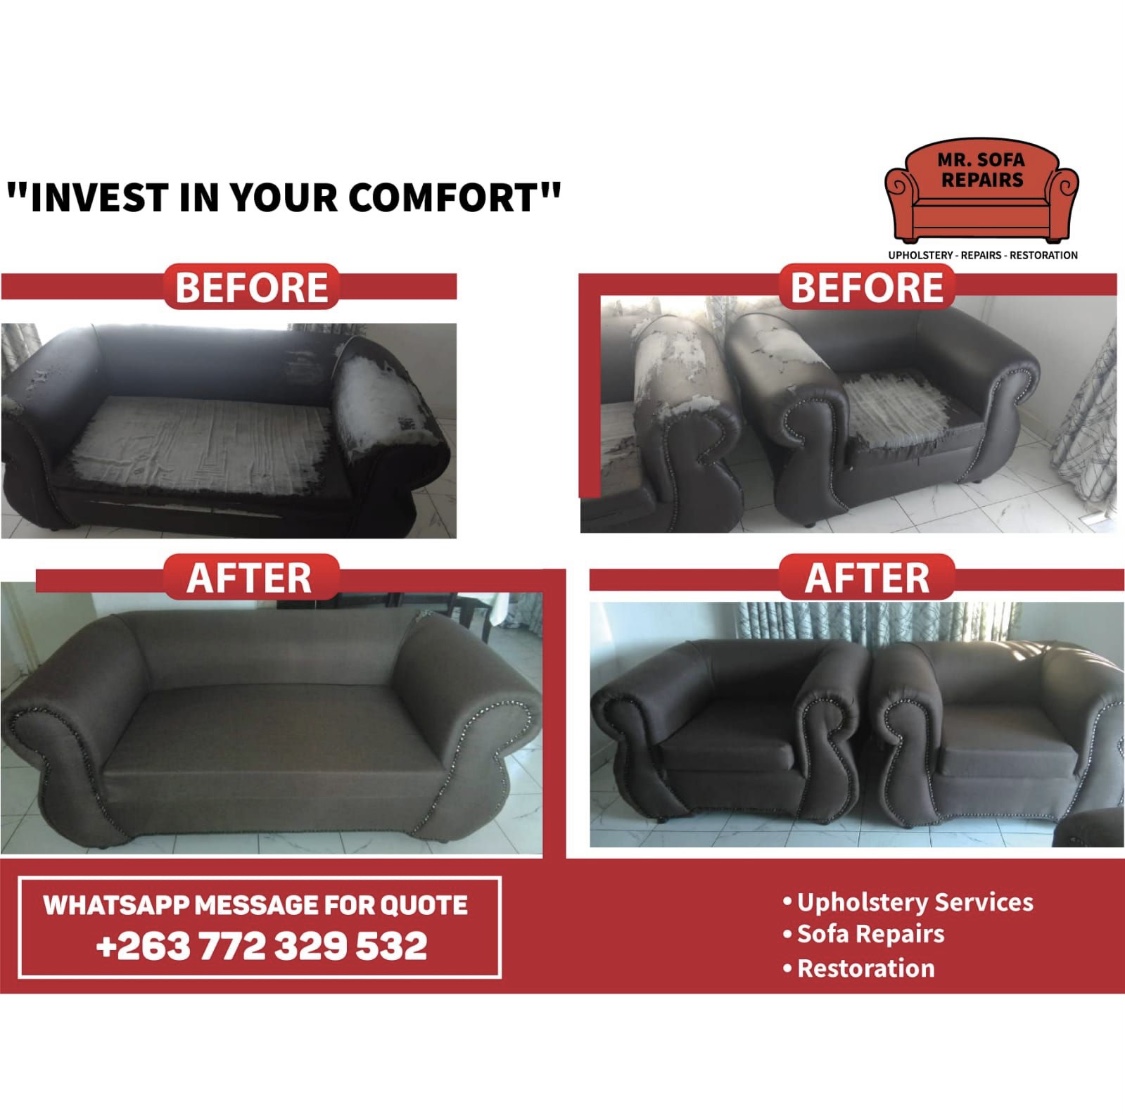 "INVEST IN YOUR COMFORT"
MR. SOFA
REPAIRS
UPHOLSTERY - REPAIRS - RESTORATION
BEFORE
BEFORE
AFTER
AFTER
WHATSAPP MESSAGE FOR QUOTE
+263 772 329 532
• Upholstery Services
• Sofa Repairs
• Restoration